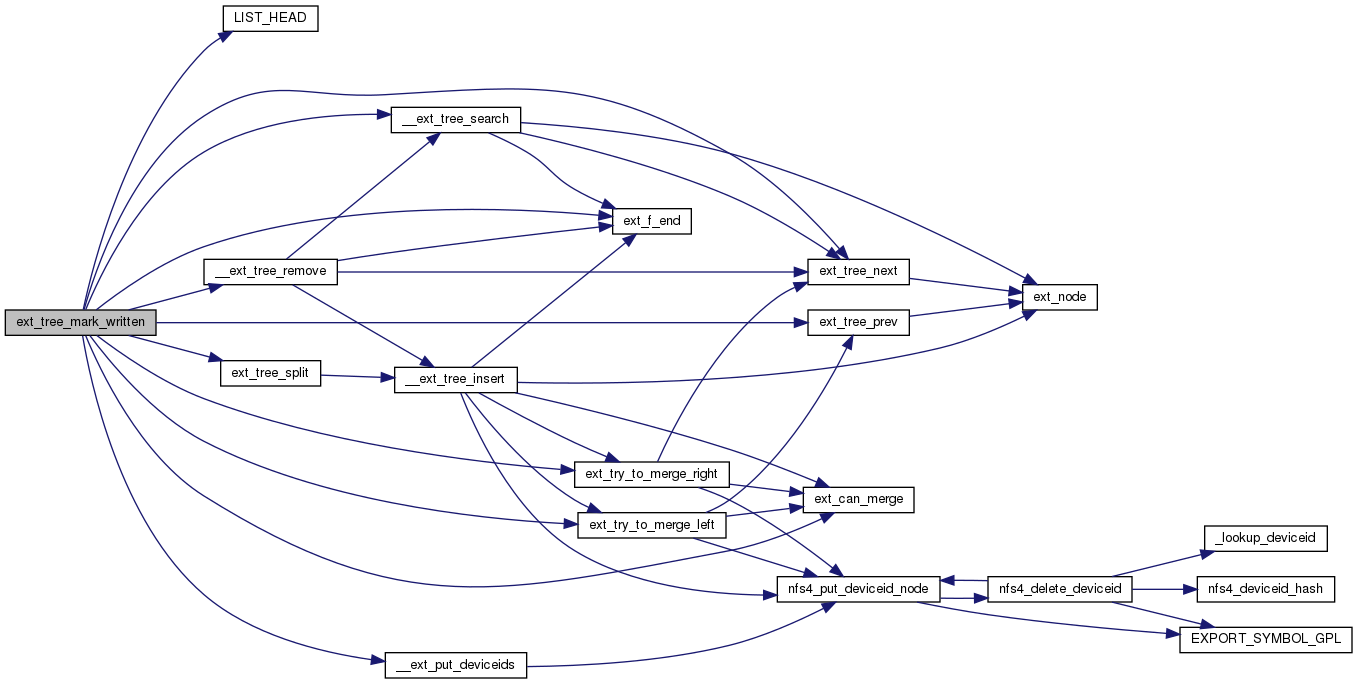 LIST_HEAD
__ext_tree_search
ext_f_end
__ext_tree_remove
ext_tree_next
ext_node
ext_tree_mark_written
ext_tree_prev
ext_tree_split
__ext_tree_insert
ext_try_to_merge_right
ext_can_merge
ext_try_to_merge_left
_lookup_deviceid
nfs4_put_deviceid_node
nfs4_delete_deviceid
nfs4_deviceid_hash
EXPORT_SYMBOL_GPL
__ext_put_deviceids